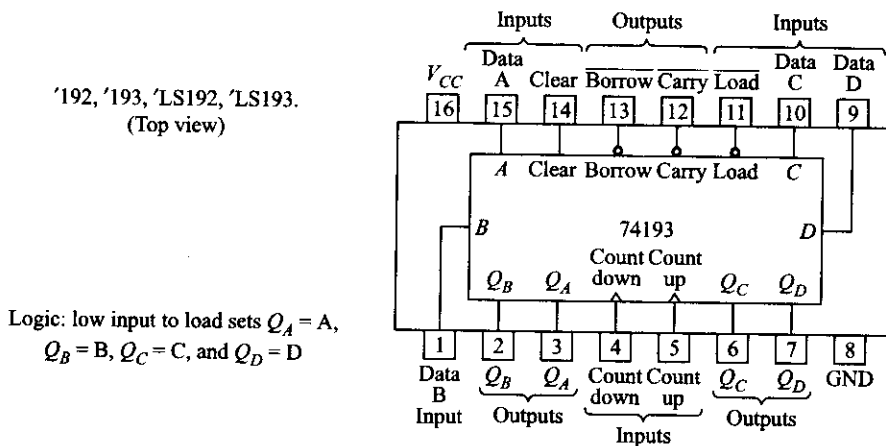 Inputs Outputs Inputs
Data Data Data
V_CC A Clear Borrow Carry Load C D
16 15 14 13 12 11 10 9
'192, '193, 'LS192, 'LS193.
(Top view)
A Clear Borrow Carry Load C
B 74193 D
Count Count
Q_B Q_A down up Q_C Q_D
Logic: low input to load sets Q_A = A,
Q_B = B, Q_C = C, and Q_D = D
1 2 3 4 5 6 7 8
Data Q_B Q_A Count Count Q_C Q_D GND
B down up
Input Outputs Inputs Outputs